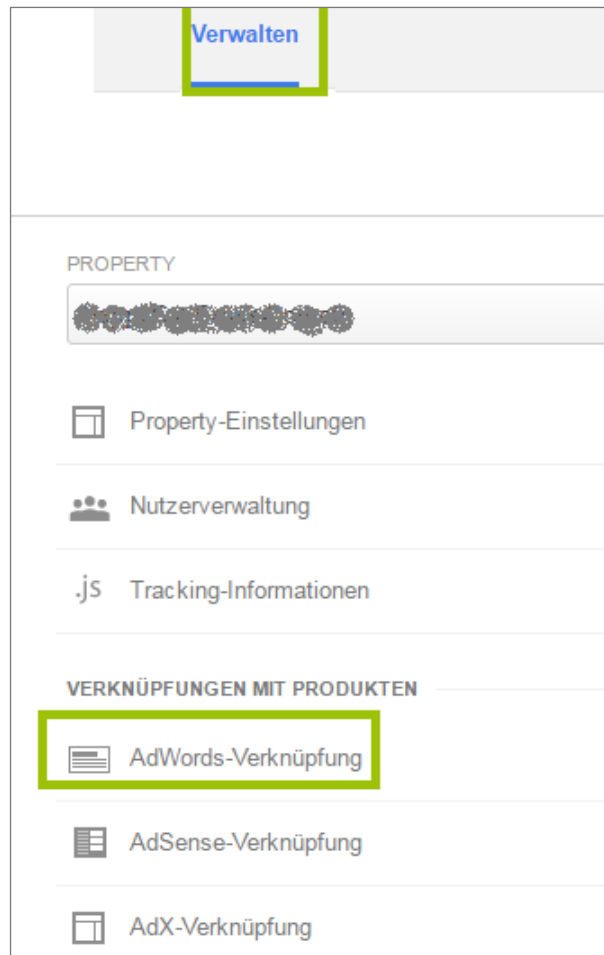 Verwalten
PROPERTY
Property-Einstellungen
Nutzerverwaltung
.js Tracking-Informationen
VERKNÜPFUNGEN MIT PRODUKTEN
AdWords-Verknüpfung
AdSense-Verknüpfung
AdX-Verknüpfung